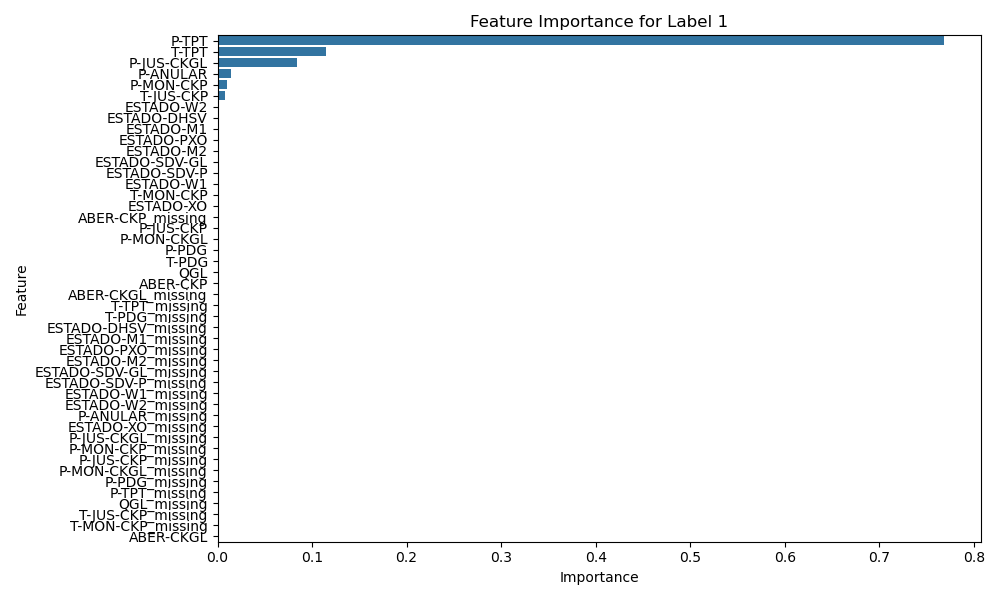 Feature Importance for Label 1
P-TPT
T-TPT
P-JUS-CKGL
P-ANULAR
P-MON-CKP
T-JUS-CKP
ESTADO-W2
ESTADO-DHSV
ESTADO-M1
ESTADO-PXO
ESTADO-M2
ESTADO-SDV-GL
ESTADO-SDV-P
ESTADO-W1
T-MON-CKP
ESTADO-XO
ABER-CKP_missing
P-JUS-CKP
P-MON-CKGL
P-PDG
T-PDG
QGL
ABER-CKP
ABER-CKGL_missing
T-TPT_missing
T-PDG_missing
ESTADO-DHSV_missing
ESTADO-M1_missing
ESTADO-PXO_missing
ESTADO-M2_missing
ESTADO-SDV-GL_missing
ESTADO-SDV-P_missing
ESTADO-W1_missing
ESTADO-W2_missing
P-ANULAR_missing
ESTADO-XO_missing
P-JUS-CKGL_missing
P-MON-CKP_missing
P-JUS-CKP_missing
P-MON-CKGL_missing
P-PDG_missing
P-TPT_missing
QGL_missing
T-JUS-CKP_missing
T-MON-CKP_missing
ABER-CKGL
Feature
0.0 0.1 0.2 0.3 0.4 0.5 0.6 0.7 0.8
Importance